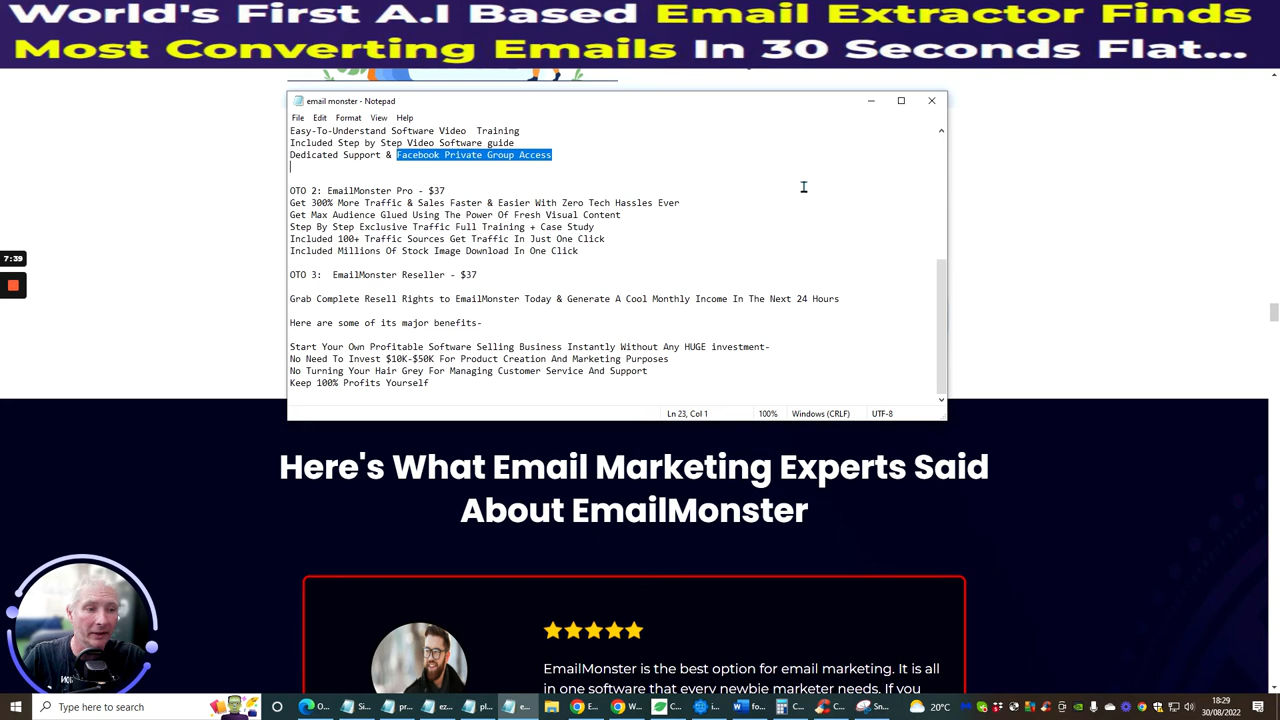 World's First A.I Based Email Extractor Finds
Most Converting Emails In 30 Seconds Flat...
email monster - Notepad
File Edit Format View Help
Easy-To-Understand Software Video Training
Included Step by Step Video Software guide
Dedicated Support & Facebook Private Group Access
OTO 2: EmailMonster Pro - $37
Get 300% More Traffic & Sales Faster & Easier With Zero Tech Hassles Ever
Get Max Audience Glued Using The Power Of Fresh Visual Content
Step By Step Exclusive Traffic Full Training + Case Study
Included 100+ Traffic Sources Get Traffic In Just One Click
Included Millions Of Stock Image Download In One Click
7:39
OTO 3: EmailMonster Reseller - $37
Grab Complete Resell Rights to EmailMonster Today & Generate A Cool Monthly Income In The Next 24 Hours
Here are some of its major benefits-
Start Your Own Profitable Software Selling Business Instantly Without Any HUGE investment-
No Need To Invest $10K-$50K For Product Creation And Marketing Purposes
No Turning Your Hair Grey For Managing Customer Service And Support
Keep 100% Profits Yourself
Ln 23, Col 1 100% Windows (CRLF) UTF-8
Here's What Email Marketing Experts Said
About EmailMonster
EmailMonster is the best option for email marketing. It is all
in one software that every newbie marketer needs. If you
Type here to search
O... Si... pr... ez... pl... e... E... W... C... i... fo... C... C... Sn...
20°C
18:29
30/08/2022